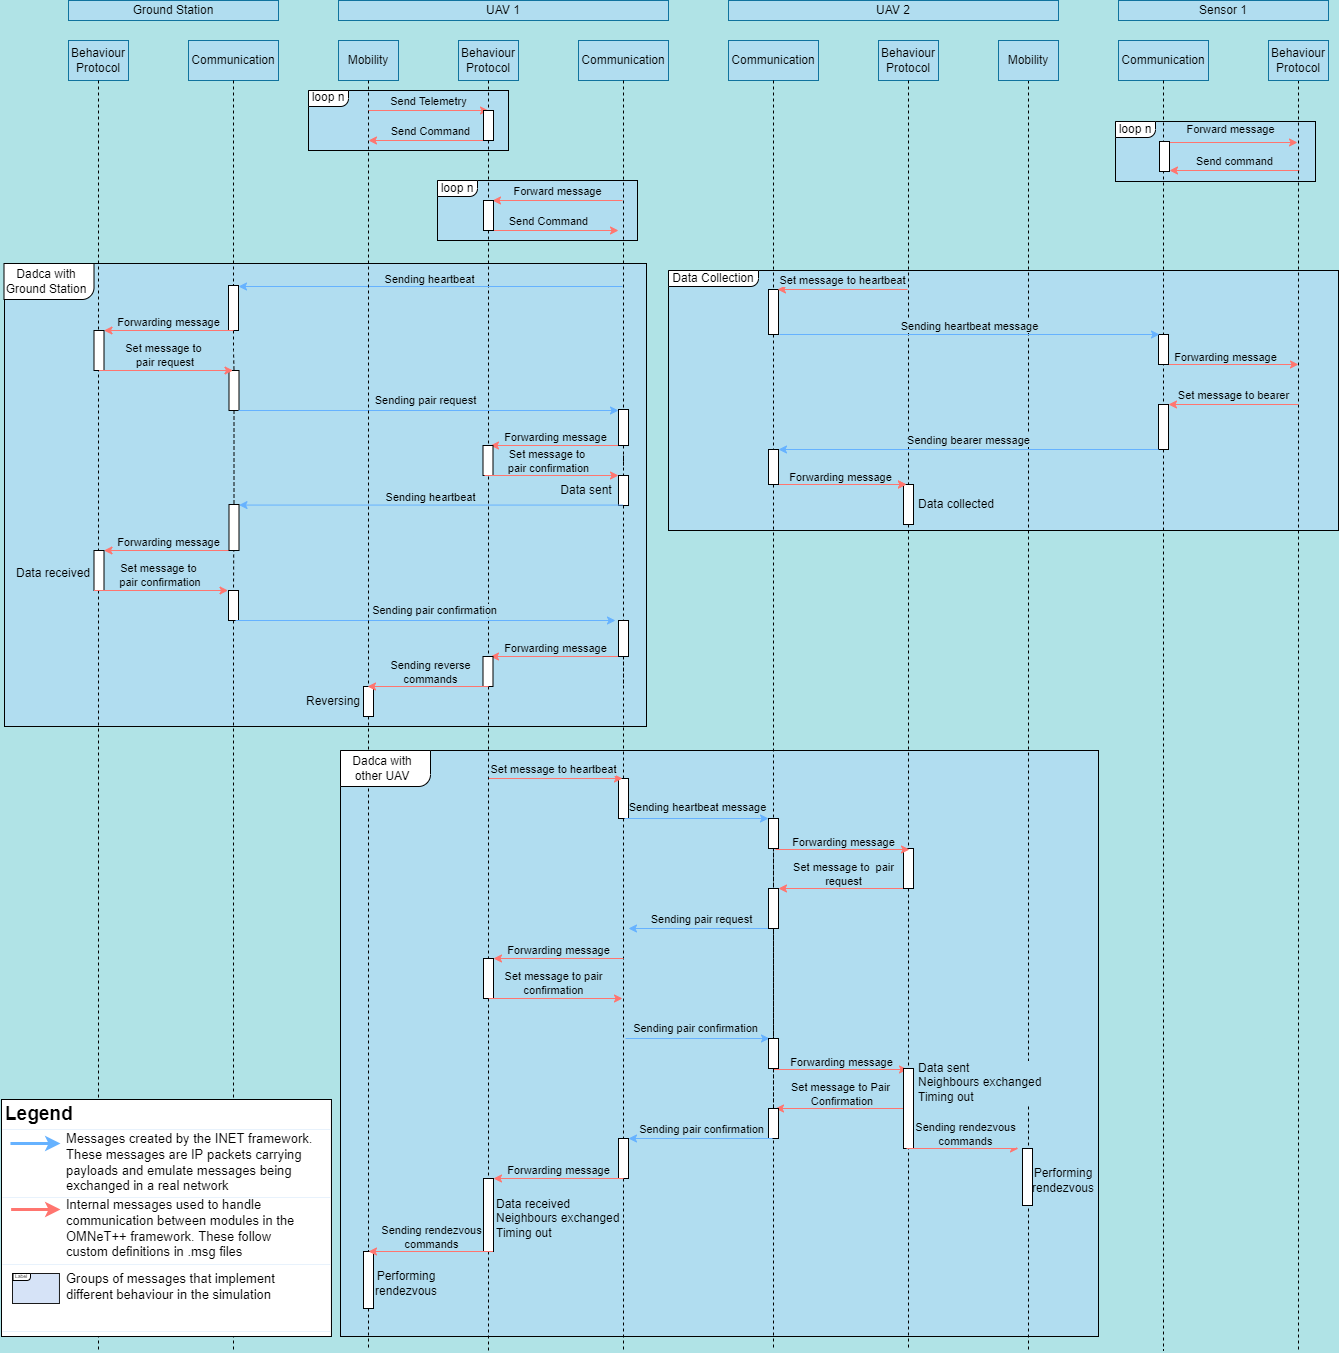 Ground Station
UAV 1
UAV 2
Sensor 1
Behaviour
Protocol
Communication
Mobility
Behaviour
Protocol
Communication
Communication
Behaviour
Protocol
Mobility
Communication
Behaviour
Protocol
loop n
Send Telemetry
Send Command
loop n
Forward message
Send command
loop n
Forward message
Send Command
Dadca with
Ground Station
Sending heartbeat
Forwarding message
Set message to
pair request
Sending pair request
Forwarding message
Set message to
pair confirmation
Data sent
Sending heartbeat
Forwarding message
Data received
Set message to
pair confirmation
Sending pair confirmation
Forwarding message
Sending reverse
commands
Reversing
Data Collection
Set message to heartbeat
Sending heartbeat message
Forwarding message
Set message to bearer
Sending bearer message
Forwarding message
Data collected
Dadca with
other UAV
Set message to heartbeat
Sending heartbeat message
Forwarding message
Set message to  pair
request
Sending pair request
Forwarding message
Set message to pair
confirmation
Sending pair confirmation
Forwarding message
Data sent
Neighbours exchanged
Timing out
Set message to Pair
Confirmation
Sending pair confirmation
Sending rendezvous
commands
Performing
rendezvous
Forwarding message
Data received
Neighbours exchanged
Timing out
Sending rendezvous
commands
Performing
rendezvous
Legend
Messages created by the INET framework.
These messages are IP packets carrying
payloads and emulate messages being
exchanged in a real network
Internal messages used to handle
communication between modules in the
OMNeT++ framework. These follow
custom definitions in .msg files
Label
Groups of messages that implement
different behaviour in the simulation